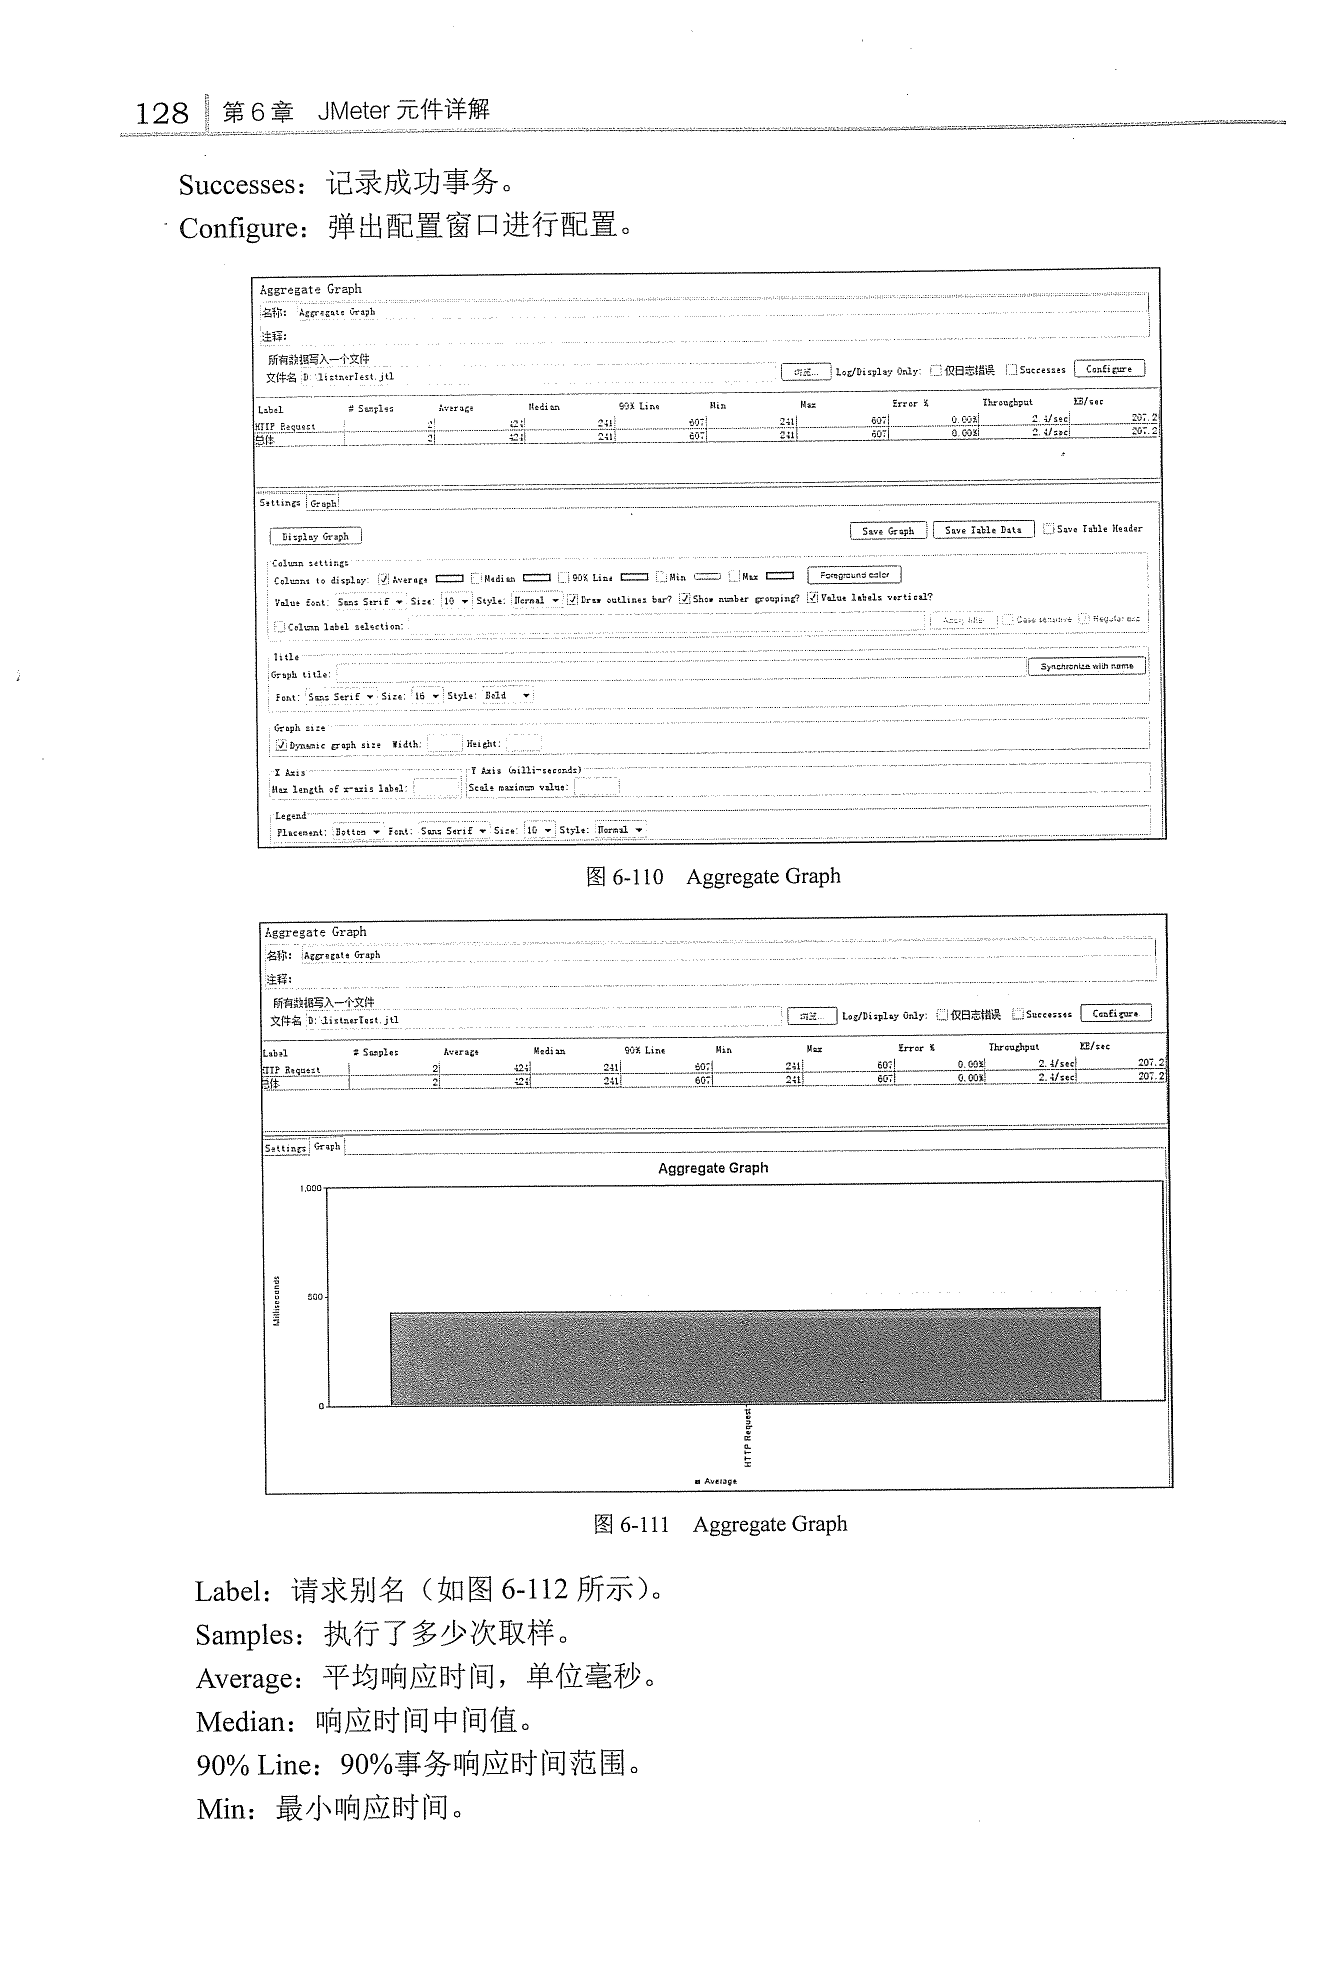 128 第6章 JMeter 元件详解
Successes：记录成功事务。
Configure：弹出配置窗口进行配置。
Aggregate Graph
名称： Aggregate Graph
注释：
所有数据写入一个文件
文件名 D:\listnerTest.jtl 浏览... Log/Display Only: 仅日志错误 Successes Configure
Label # Samples Average Median 90% Line Min Max Error % Throughput KB/sec
HTTP Request 2 424 241 607 241 607 0.00% 2.4/sec 207.2
总体 2 424 241 607 241 607 0.00% 2.4/sec 207.2
Settings Graph
Display Graph Save Graph Save Table Data Save Table Header
Column settings
Columns to display: Average Median 90% Line Min Max Foreground color
Value font: Sans Serif Size: 10 Style: Normal Draw outlines bar? Show number grouping? Value labels vertical?
Column label selection: Case sensitive Regular exp.
Title
Graph title: Synchronize with name
Font: Sans Serif Size: 16 Style: Bold
Graph size
Dynamic graph size Width: Height:
X Axis Y Axis (milli-seconds)
Max length of x-axis label: Scale maximum value:
Legend
Placement: Bottom Font: Sans Serif Size: 10 Style: Normal
图 6-110 Aggregate Graph
Aggregate Graph
名称： Aggregate Graph
注释：
所有数据写入一个文件
文件名 D:\listnerTest.jtl 浏览... Log/Display Only: 仅日志错误 Successes Configure
Label # Samples Average Median 90% Line Min Max Error % Throughput KB/sec
TTP Request 2 424 241 607 241 607 0.00% 2.4/sec 207.2
总体 2 424 241 607 241 607 0.00% 2.4/sec 207.2
Settings Graph
Aggregate Graph
1,000
500
0
Milliseconds
HTTP Request
Average
图 6-111 Aggregate Graph
Label：请求别名（如图 6-112 所示）。
Samples：执行了多少次取样。
Average：平均响应时间，单位毫秒。
Median：响应时间中间值。
90% Line：90%事务响应时间范围。
Min：最小响应时间。